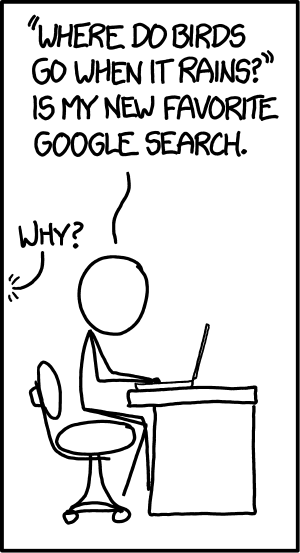 "WHERE DO BIRDS
GO WHEN IT RAINS?"
IS MY NEW FAVORITE
GOOGLE SEARCH.
WHY?